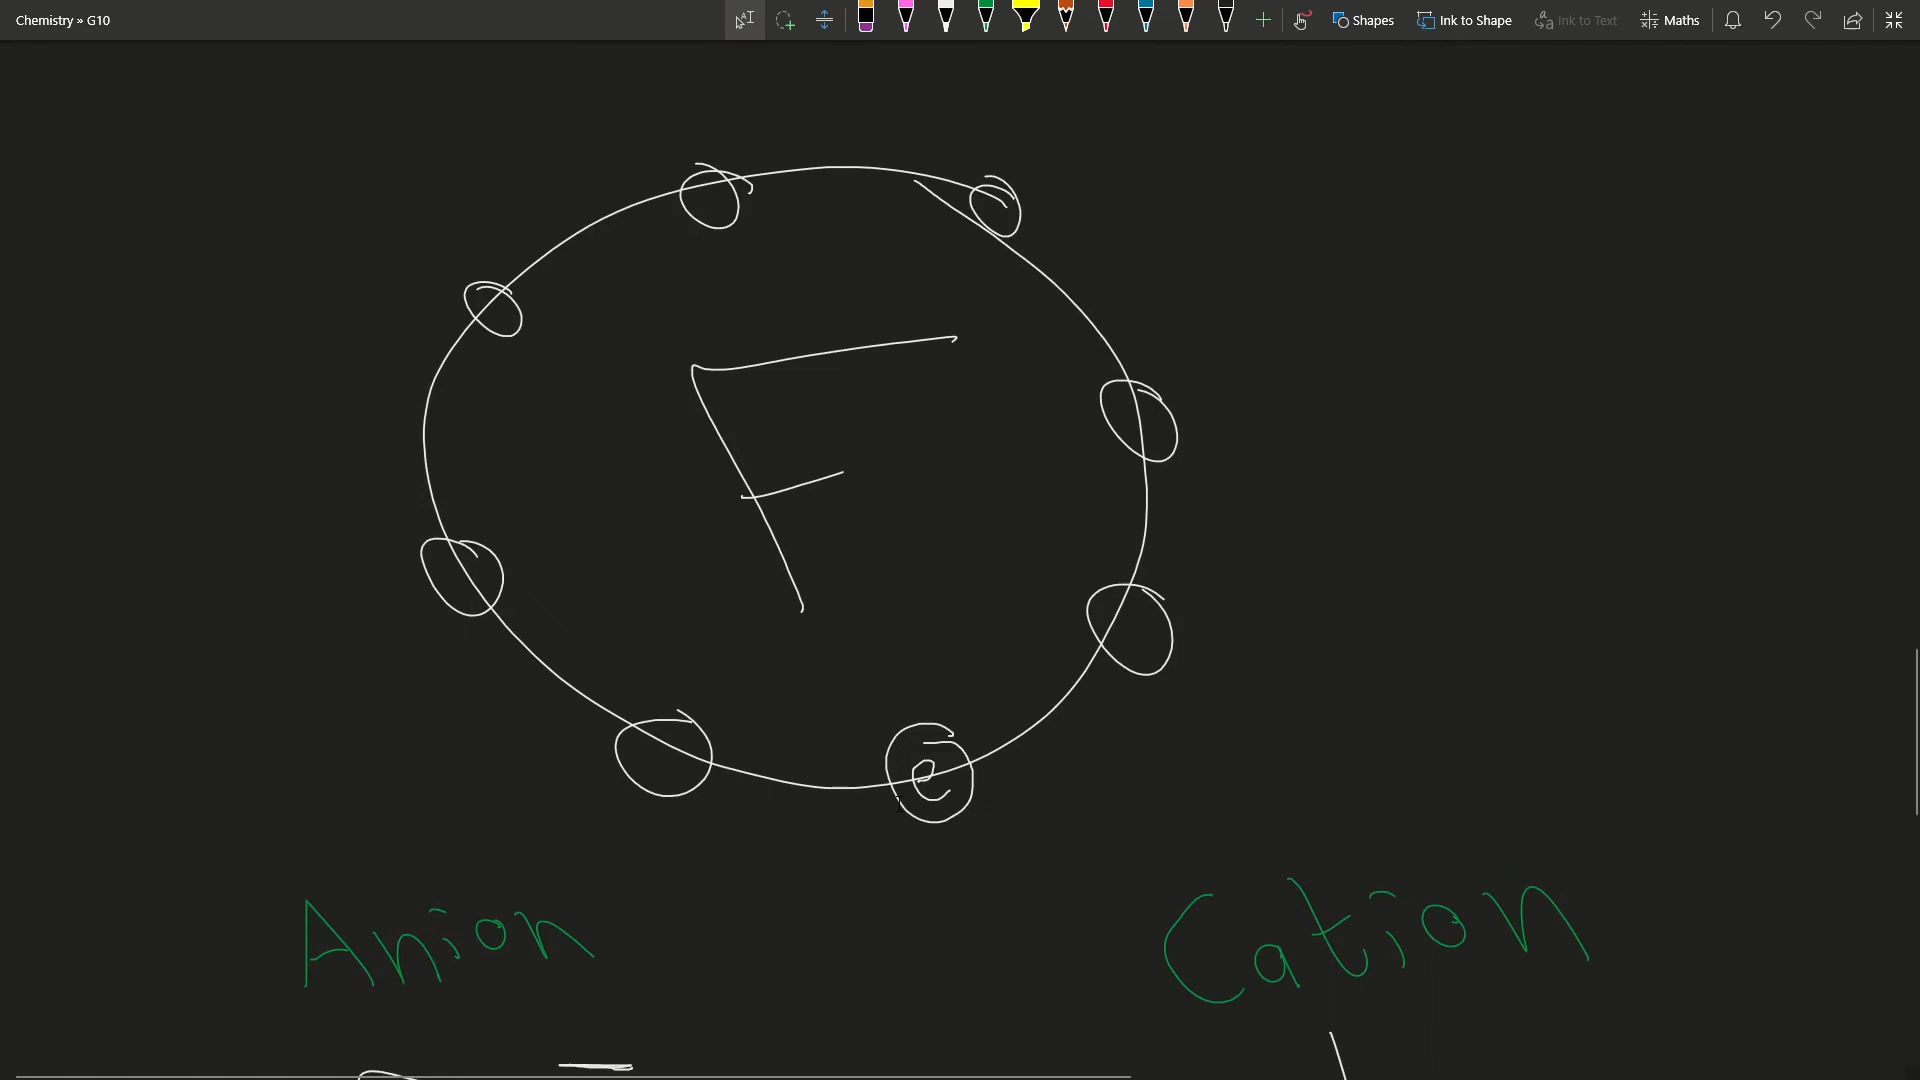 Chemistry » G10
Shapes Ink to Shape Ink to Text Maths
F
e
Anion Cation